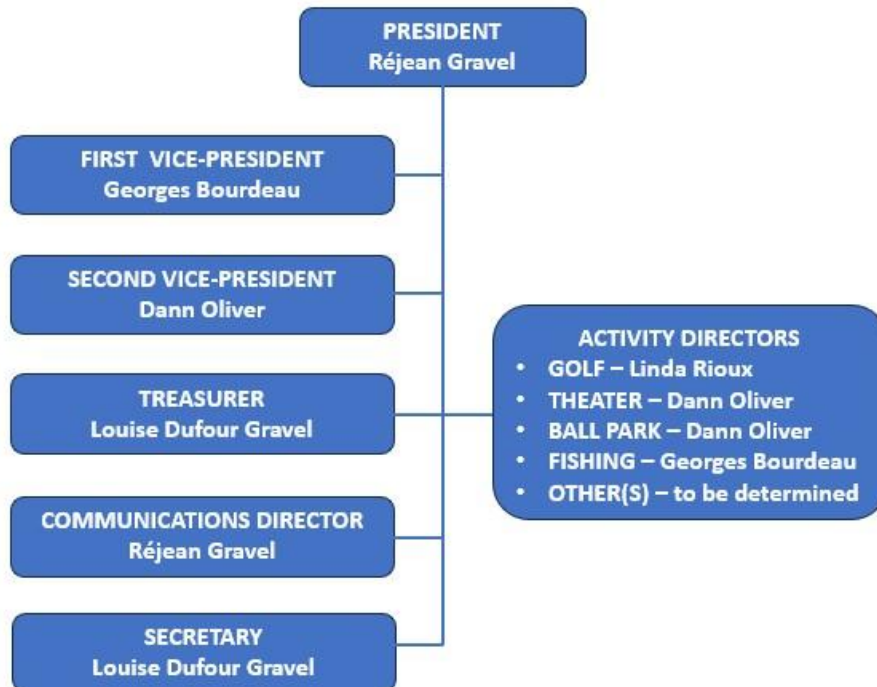 PRESIDENT
Réjean Gravel
FIRST VICE-PRESIDENT
Georges Bourdeau
SECOND VICE-PRESIDENT
Dann Oliver
TREASURER
Louise Dufour Gravel
COMMUNICATIONS DIRECTOR
Réjean Gravel
SECRETARY
Louise Dufour Gravel
ACTIVITY DIRECTORS
• GOLF – Linda Rioux
• THEATER – Dann Oliver
• BALL PARK – Dann Oliver
• FISHING – Georges Bourdeau
• OTHER(S) – to be determined